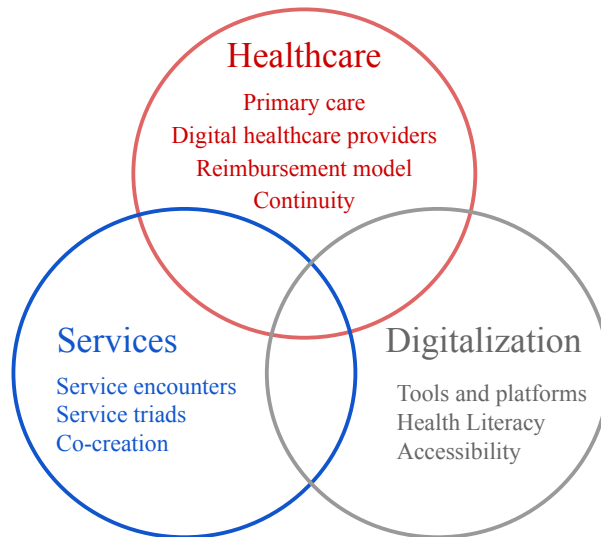 Healthcare
Primary care
Digital healthcare providers
Reimbursement model
Continuity
Services
Service encounters
Service triads
Co-creation
Digitalization
Tools and platforms
Health Literacy
Accessibility